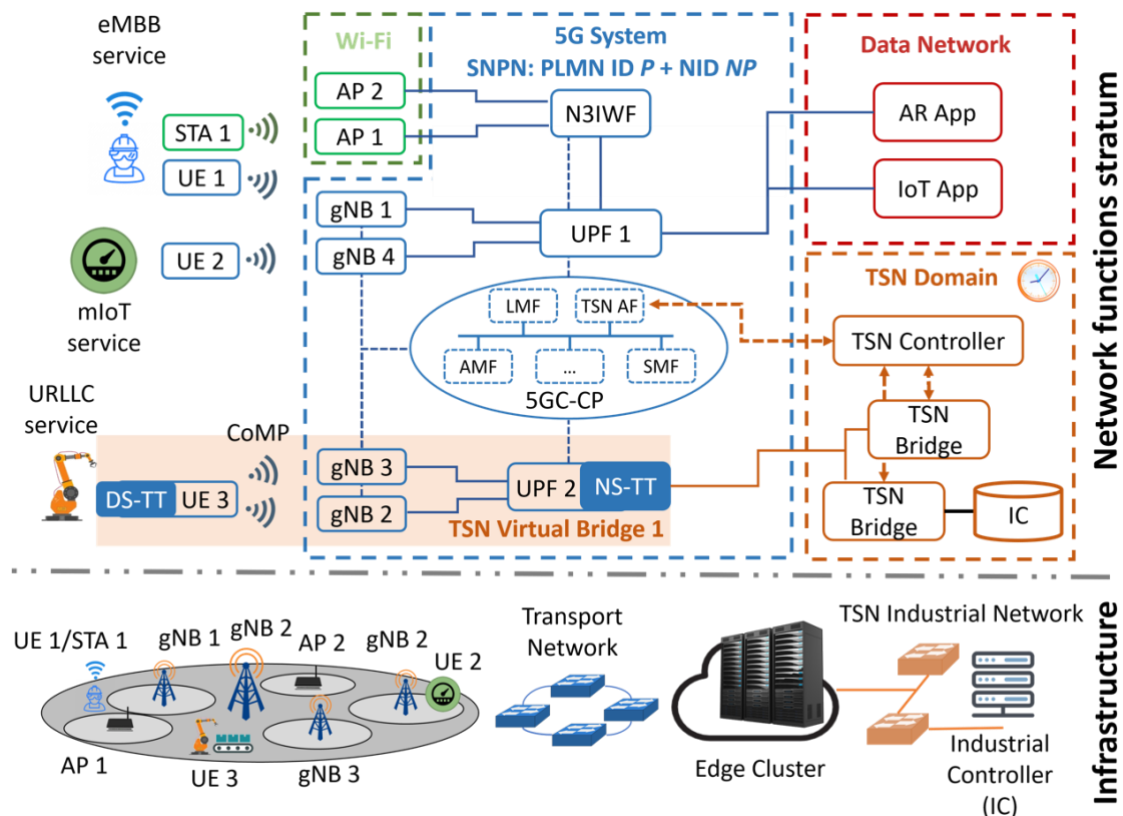 eMBB
service
Wi-Fi
5G System
SNPN: PLMN ID P + NID NP
Data Network
AP 2
N3IWF
AR App
STA 1
AP 1
UE 1
IoT App
gNB 1
UPF 1
UE 2
gNB 4
mIoT
service
TSN Domain
LMF
TSN AF
TSN Controller
AMF
...
SMF
5GC-CP
URLLC
service
CoMP
TSN
Bridge
gNB 3
DS-TT
UE 3
UPF 2
NS-TT
gNB 2
TSN
Bridge
IC
TSN Virtual Bridge 1
Network functions stratum
UE 1/STA 1
gNB 1
gNB 2
AP 2
gNB 2
UE 2
Transport
Network
TSN Industrial Network
AP 1
UE 3
gNB 3
Edge Cluster
Industrial
Controller
(IC)
Infrastructure